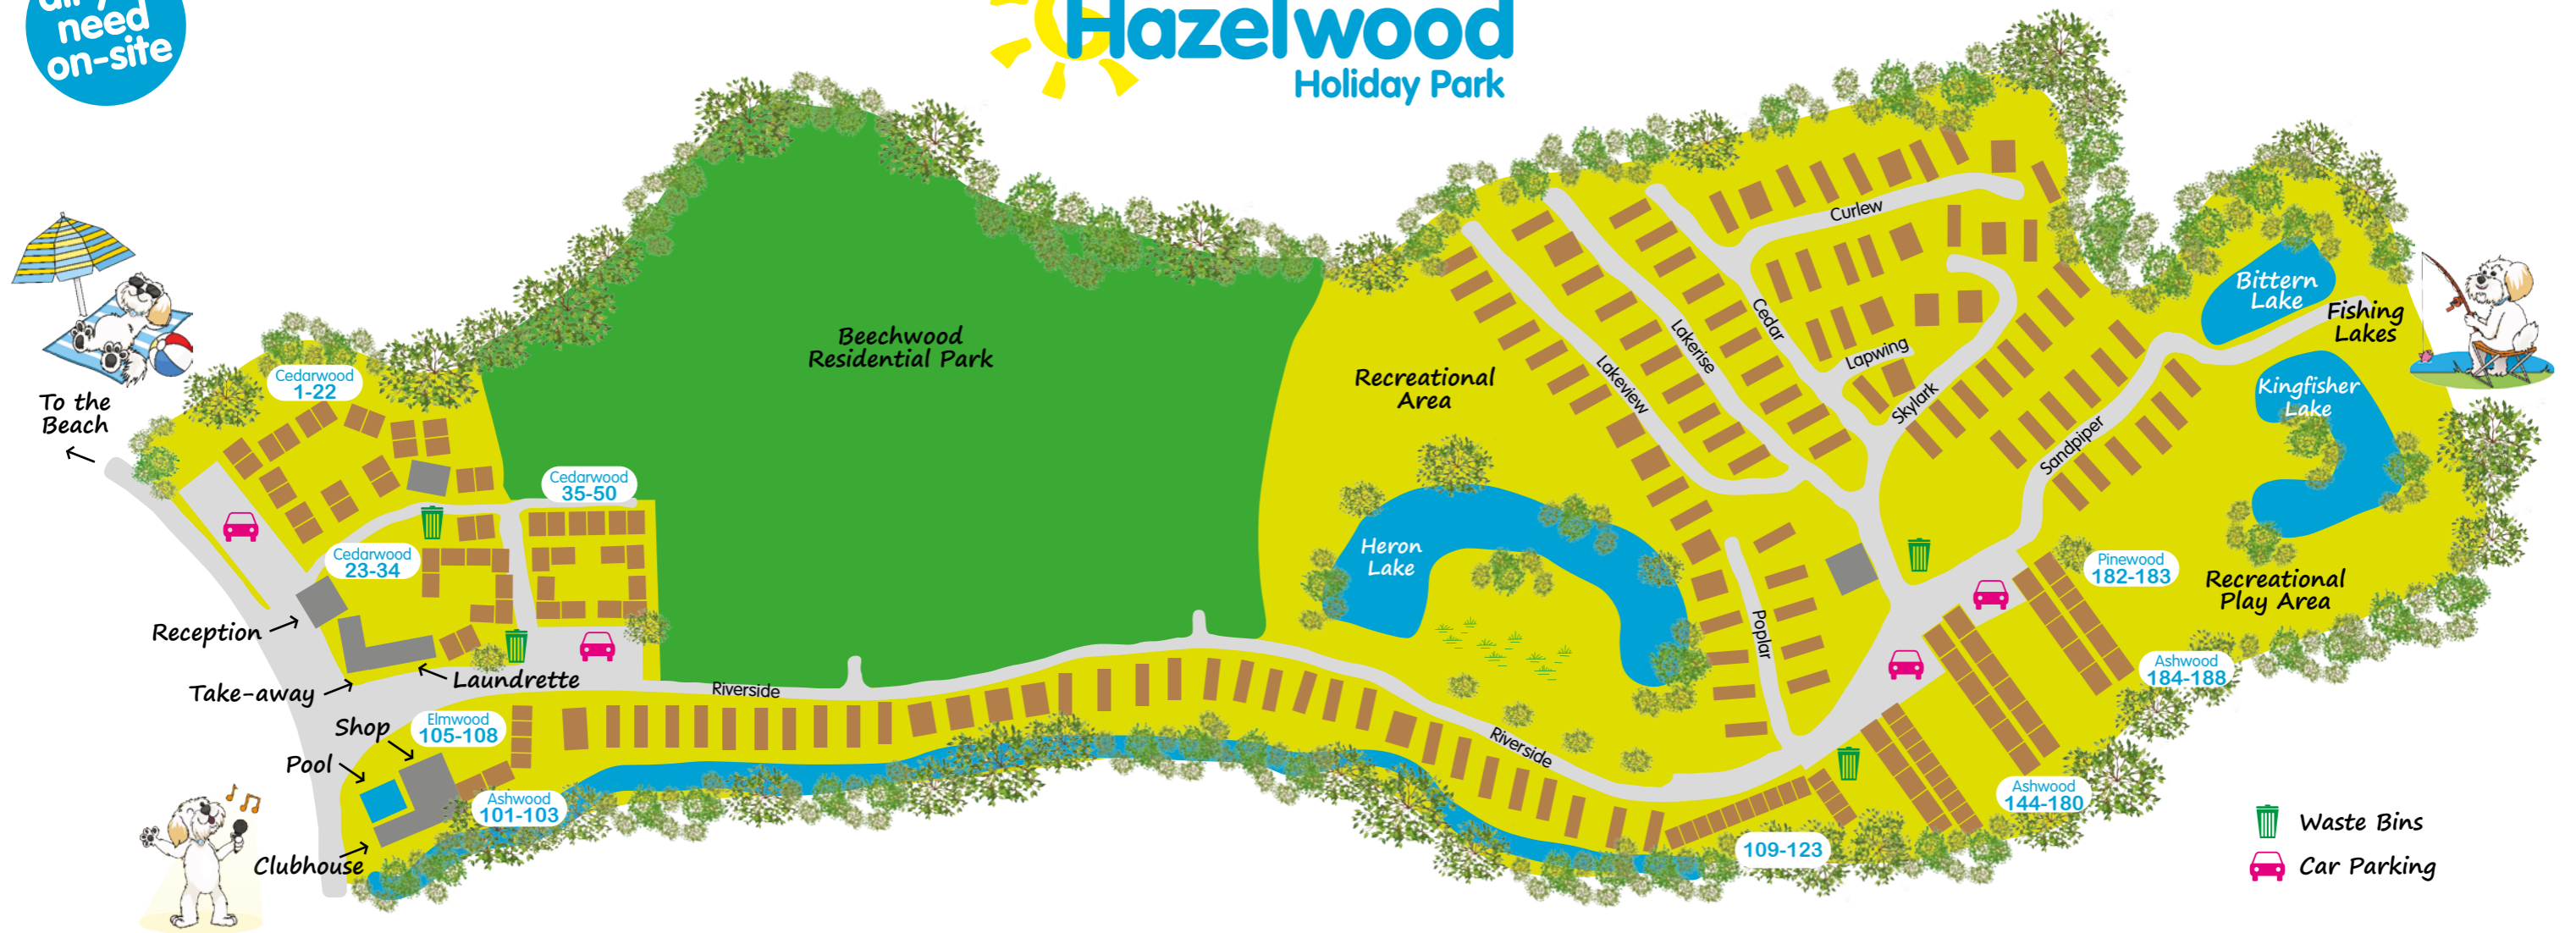 need
on-site
Hazelwood
Holiday Park
Beechwood
Residential Park
Recreational
Area
Curlew
Cedar
Lakerise
Lakeview
Lapwing
Skylark
Sandpiper
Bittern
Lake
Fishing
Lakes
Kingfisher
Lake
To the
Beach
Cedarwood
1-22
Cedarwood
35-50
Cedarwood
23-34
Heron
Lake
Pinewood
182-183
Recreational
Play Area
Reception
Take-away
Laundrette
Poplar
Ashwood
184-188
Riverside
Shop
Elmwood
105-108
Pool
Riverside
Ashwood
101-103
Ashwood
144-180
Clubhouse
109-123
Waste Bins
Car Parking